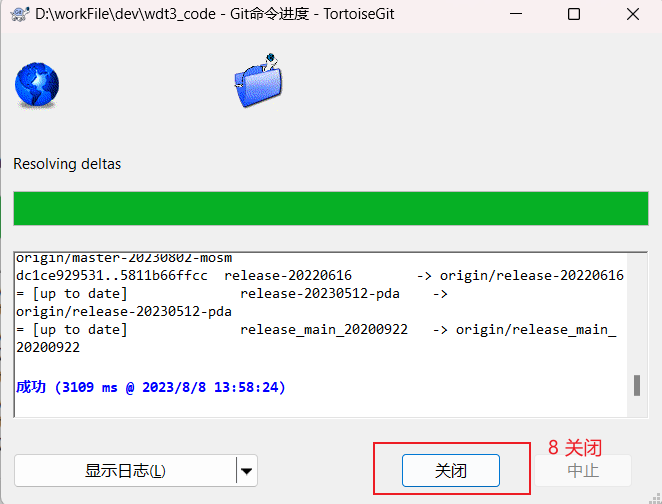 D:\workFile\dev\wdt3_code - Git命令进度 - TortoiseGit
Resolving deltas
origin/master-20230802-mosm
dc1ce929531..5811b66ffcc  release-20220616        -> origin/release-20220616
= [up to date]              release-20230512-pda    ->
origin/release-20230512-pda
= [up to date]              release_main_20200922   -> origin/release_main_
20200922
成功 (3109 ms @ 2023/8/8 13:58:24)
8 关闭
显示日志(L)
关闭
中止